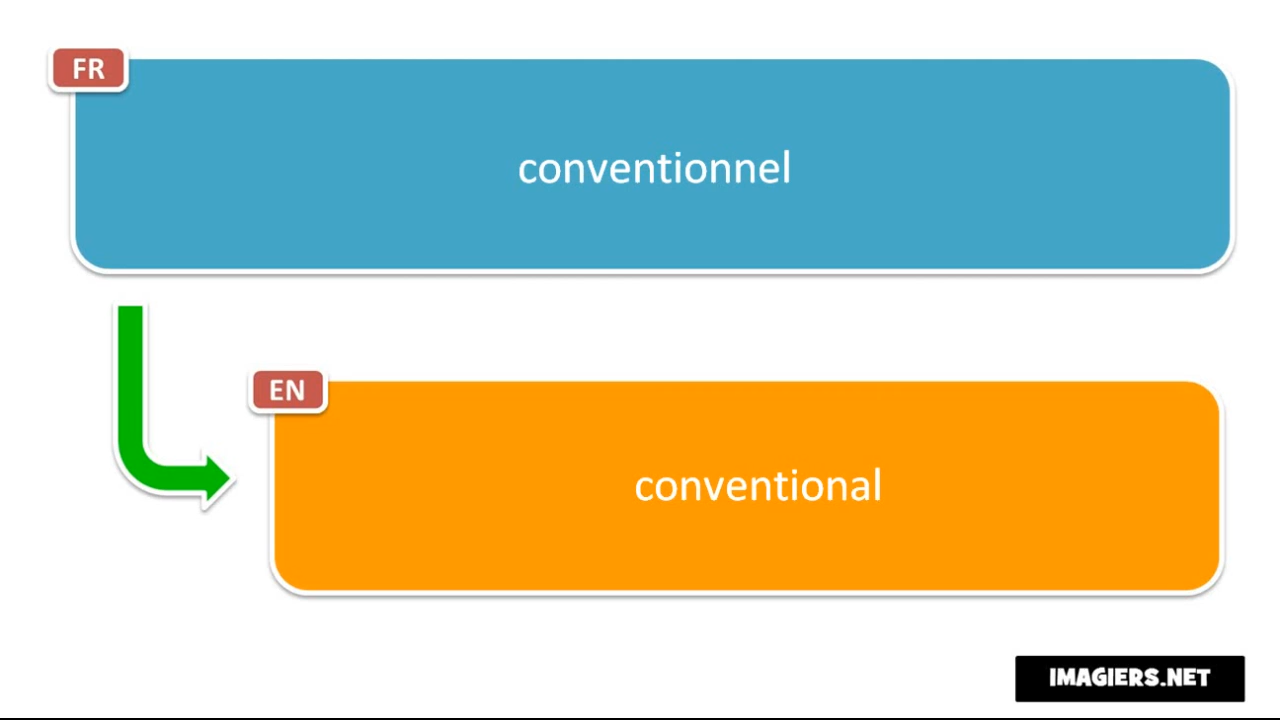 FR
conventionnel
EN
conventional
IMAGIERS.NET